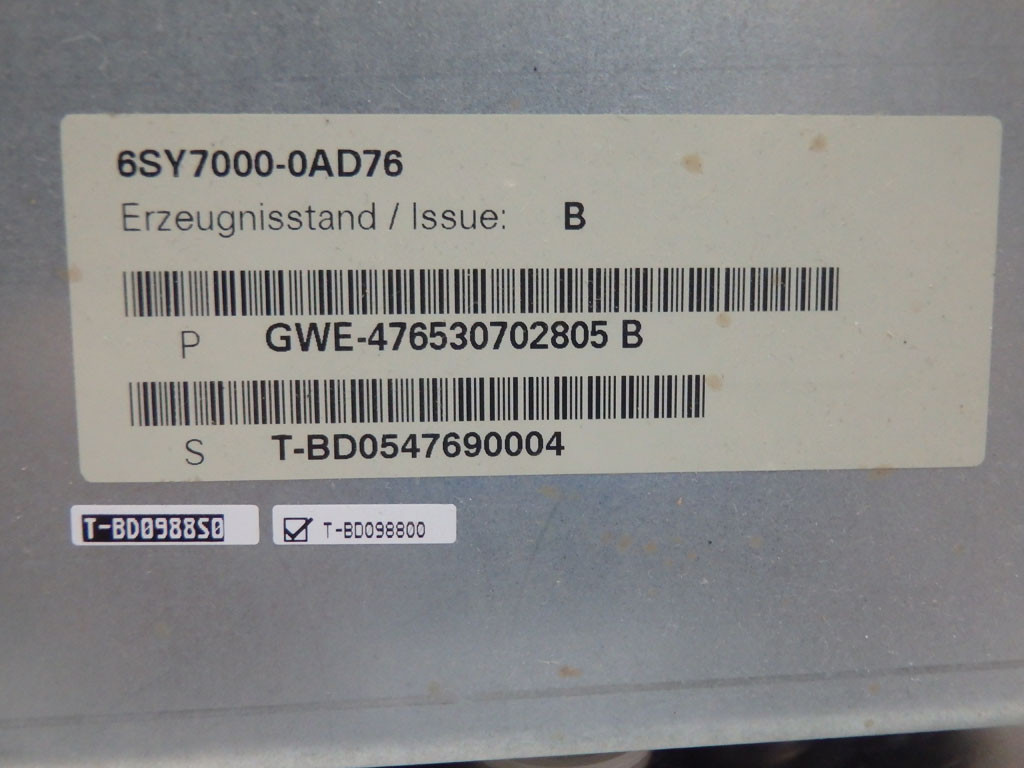 6SY7000-0AD76
Erzeugnisstand / Issue: B
P GWE-476530702805 B
S T-BD0547690004
T-BD0988S0
T-BD098800